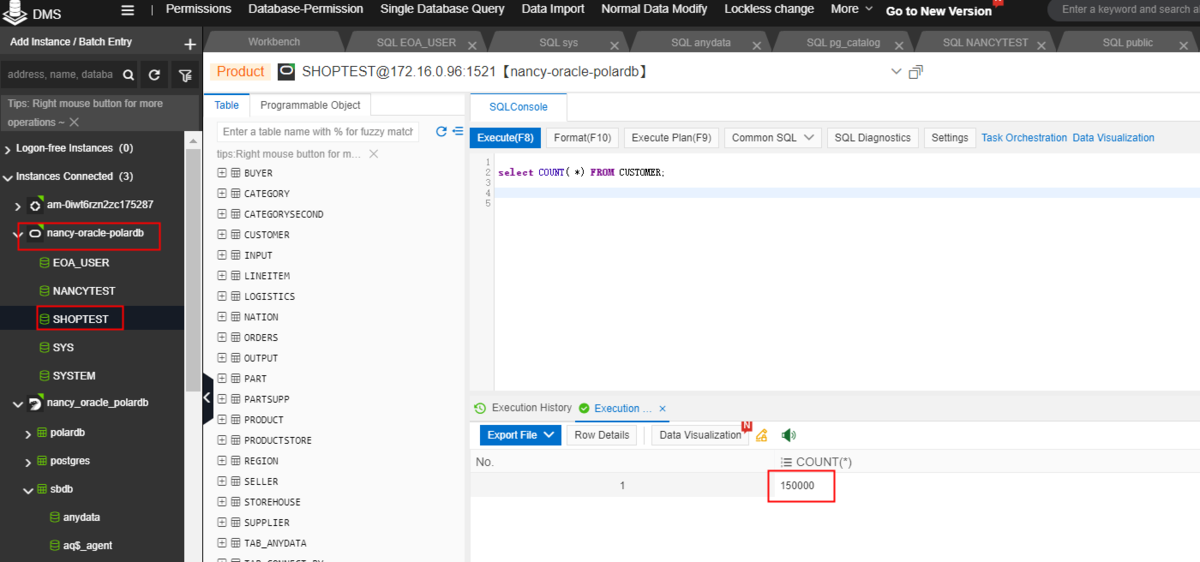 DMS
Permissions Database-Permission Single Database Query Data Import Normal Data Modify Lockless change More Go to New Version Enter a keyword and search a
Add Instance / Batch Entry
Workbench SQL EOA_USER SQL sys SQL anydata SQL pg_catalog SQL NANCYTEST SQL public
address, name, databa
Product SHOPTEST@172.16.0.96:1521【nancy-oracle-polardb】
Tips: Right mouse button for more
operations ~
Table Programmable Object
SQLConsole
Enter a table name with % for fuzzy match
Execute(F8) Format(F10) Execute Plan(F9) Common SQL SQL Diagnostics Settings Task Orchestration Data Visualization
tips:Right mouse button for m...
Logon-free Instances (0)
Instances Connected (3)
am-0iwt6rzn2zc175287
nancy-oracle-polardb
EOA_USER
NANCYTEST
SHOPTEST
SYS
SYSTEM
nancy_oracle_polardb
polardb
postgres
sbdb
anydata
aq$_agent
BUYER
CATEGORY
CATEGORYSECOND
CUSTOMER
INPUT
LINEITEM
LOGISTICS
NATION
ORDERS
OUTPUT
PART
PARTSUPP
PRODUCT
PRODUCTSTORE
REGION
SELLER
STOREHOUSE
SUPPLIER
TAB_ANYDATA
TAB_CONNECT_BY
1
2 select COUNT( *) FROM CUSTOMER;
3
4
5
Execution History Execution ...
Export File Row Details Data Visualization N
No. COUNT(*)
1 150000